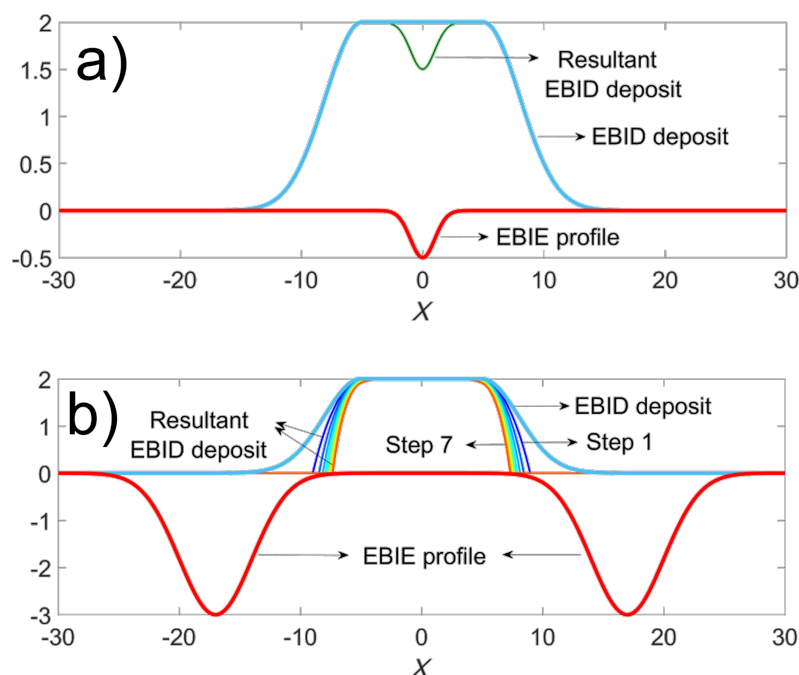 a)
2
1.5
1
0.5
0
-0.5
Resultant
EBID deposit
EBID deposit
EBIE profile
-30 -20 -10 0 10 20 30
X
b)
2
1
0
-1
-2
-3
Resultant
EBID deposit
EBID deposit
Step 7
Step 1
EBIE profile
-30 -20 -10 0 10 20 30
X